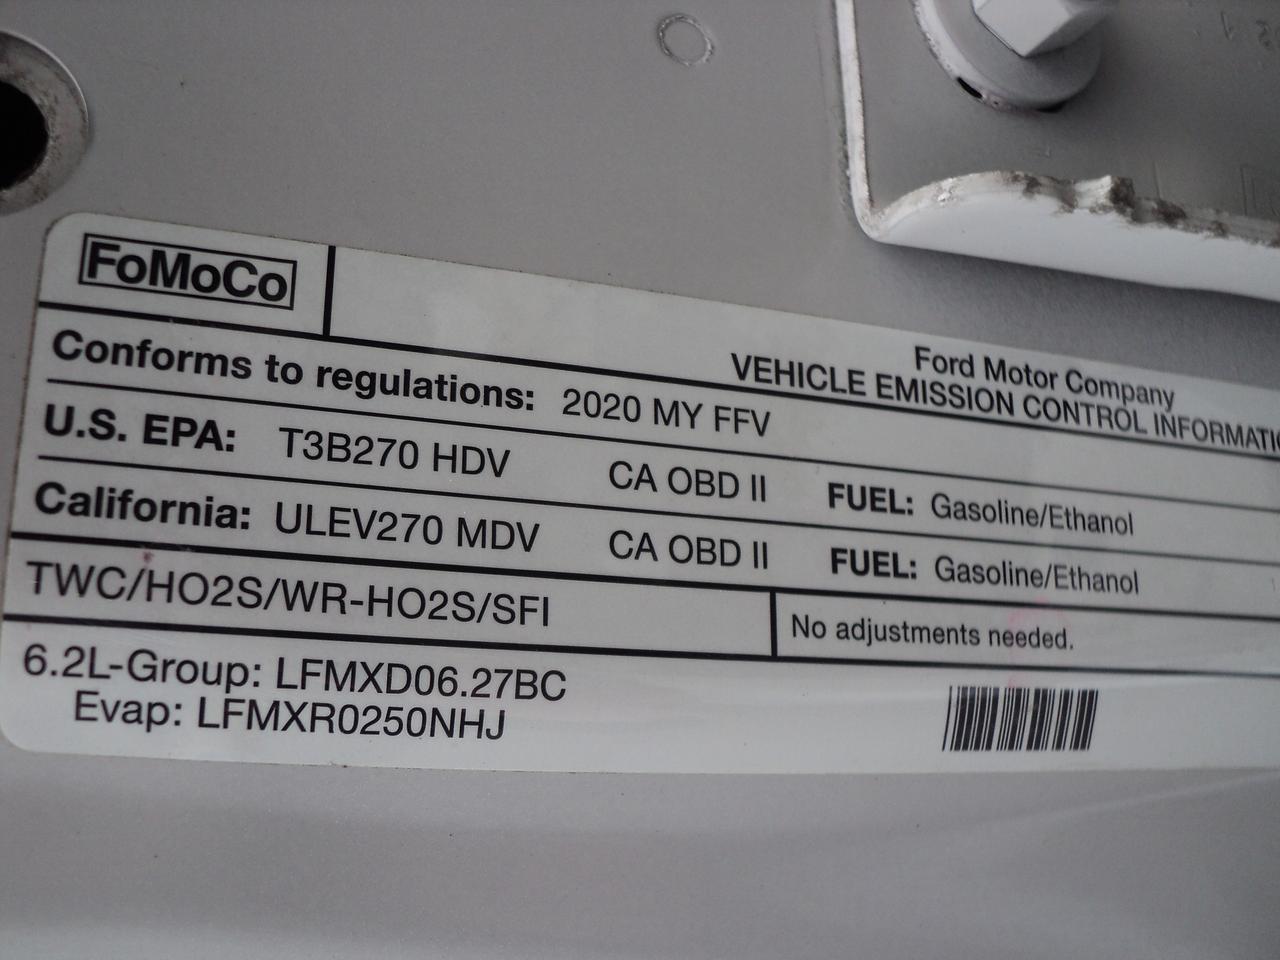 FoMoCo
Ford Motor Company
VEHICLE EMISSION CONTROL
Conforms to regulations: 2020 MY FFV
U.S. EPA: T3B270 HDV CA OBD II FUEL: Gasoline/Ethanol
California: ULEV270 MDV CA OBD II FUEL: Gasoline/Ethanol
TWC/HO2S/WR-HO2S/SFI No adjustments needed.
6.2L-Group: LFMXD06.27BC
Evap: LFMXR0250NHJ